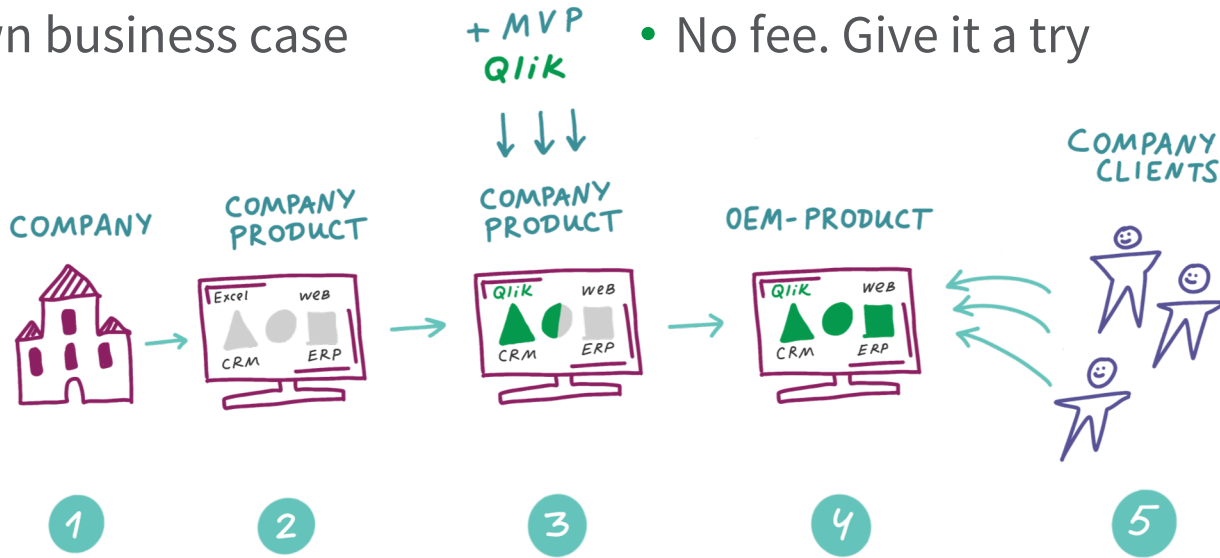 business case
+ MVP
Qlik
• No fee. Give it a try
COMPANY
COMPANY
PRODUCT
COMPANY
PRODUCT
OEM-PRODUCT
COMPANY
CLIENTS
Excel
WEB
CRM
ERP
Qlik
WEB
CRM
ERP
Qlik
WEB
CRM
ERP
1
2
3
4
5